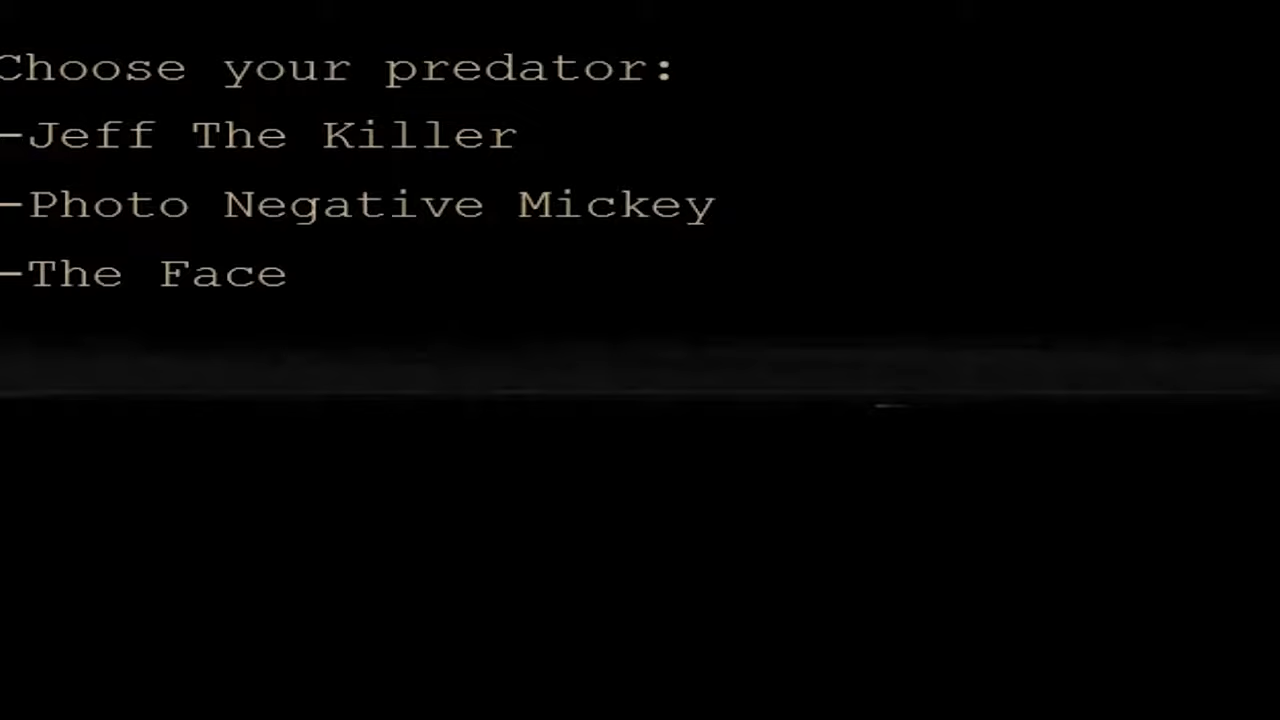 Choose your predator:
-Jeff The Killer
-Photo Negative Mickey
-The Face